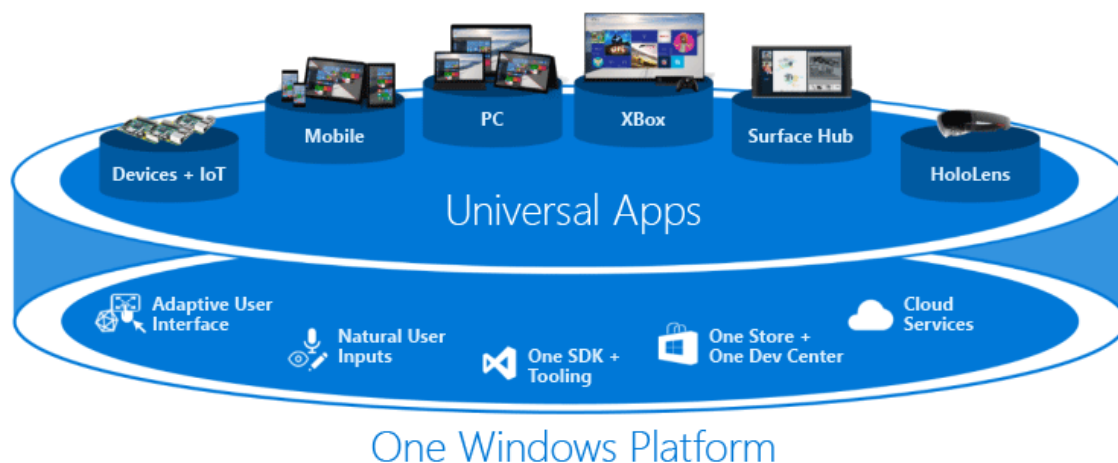 Devices + IoT
Mobile
PC
XBox
Surface Hub
HoloLens
Universal Apps
Adaptive User
Interface
Natural User
Inputs
One SDK +
Tooling
One Store +
One Dev Center
Cloud
Services
One Windows Platform